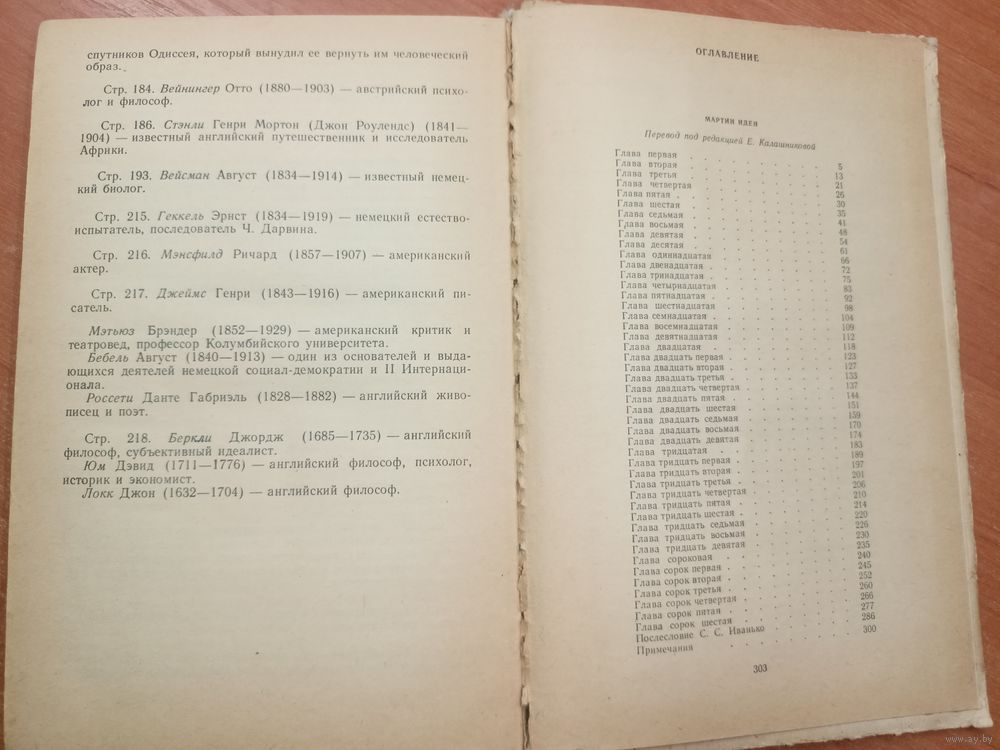 спутников Одиссея, который вынудил ее вернуть им человеческий
образ.
Стр. 184. Вейнингер Отто (1880—1903) — австрийский психо-
лог и философ.
Стр. 186. Стэнли Генри Мортон (Джон Роулендс) (1841—
1904) — известный английский путешественник и исследователь
Африки.
Стр. 193. Вейсман Август (1834—1914) — известный немец-
кий биолог.
Стр. 215. Геккель Эрнст (1834—1919) — немецкий естество-
испытатель, последователь Ч. Дарвина.
Стр. 216. Мэнсфилд Ричард (1857—1907) — американский
актер.
Стр. 217. Джеймс Генри (1843—1916) — американский пи-
сатель.
Мэтьюз Брэндер (1852—1929) — американский критик и
театровед, профессор Колумбийского университета.
Бебель Август (1840—1913) — один из основателей и выда-
ющихся деятелей немецкой социал-демократии и II Интернаци-
онала.
Россети Данте Габриэль (1828—1882) — английский живо-
писец и поэт.
Стр. 218. Беркли Джордж (1685—1735) — английский
философ, субъективный идеалист.
Юм Дэвид (1711—1776) — английский философ, психолог,
историк и экономист.
Локк Джон (1632—1704) — английский философ.
ОГЛАВЛЕНИЕ
МАРТИН ИДЕН
Перевод под редакцией Е. Калашниковой
Глава первая . . . . . . . . 5
Глава вторая . . . . . . . . 13
Глава третья . . . . . . . . 21
Глава четвертая . . . . . . . . 26
Глава пятая . . . . . . . . 30
Глава шестая . . . . . . . . 35
Глава седьмая . . . . . . . . 41
Глава восьмая . . . . . . . . 48
Глава девятая . . . . . . . . 54
Глава десятая . . . . . . . . 61
Глава одиннадцатая . . . . . . . . 66
Глава двенадцатая . . . . . . . . 72
Глава тринадцатая . . . . . . . . 75
Глава четырнадцатая . . . . . . . . 83
Глава пятнадцатая . . . . . . . . 92
Глава шестнадцатая . . . . . . . . 98
Глава семнадцатая . . . . . . . . 104
Глава восемнадцатая . . . . . . . . 109
Глава девятнадцатая . . . . . . . . 112
Глава двадцатая . . . . . . . . 118
Глава двадцать первая . . . . . . . . 123
Глава двадцать вторая . . . . . . . . 127
Глава двадцать третья . . . . . . . . 133
Глава двадцать четвертая . . . . . . . . 137
Глава двадцать пятая . . . . . . . . 144
Глава двадцать шестая . . . . . . . . 151
Глава двадцать седьмая . . . . . . . . 159
Глава двадцать восьмая . . . . . . . . 170
Глава двадцать девятая . . . . . . . . 174
Глава тридцатая . . . . . . . . 183
Глава тридцать первая . . . . . . . . 189
Глава тридцать вторая . . . . . . . . 197
Глава тридцать третья . . . . . . . . 201
Глава тридцать четвертая . . . . . . . . 206
Глава тридцать пятая . . . . . . . . 210
Глава тридцать шестая . . . . . . . . 214
Глава тридцать седьмая . . . . . . . . 220
Глава тридцать восьмая . . . . . . . . 226
Глава тридцать девятая . . . . . . . . 230
Глава сороковая . . . . . . . . 235
Глава сорок первая . . . . . . . . 240
Глава сорок вторая . . . . . . . . 245
Глава сорок третья . . . . . . . . 252
Глава сорок четвертая . . . . . . . . 260
Глава сорок пятая . . . . . . . . 266
Глава сорок шестая . . . . . . . . 277
Послесловие С. С. Иванько . . . . . . . . 286
Примечания . . . . . . . . 300
303
www.ay.by